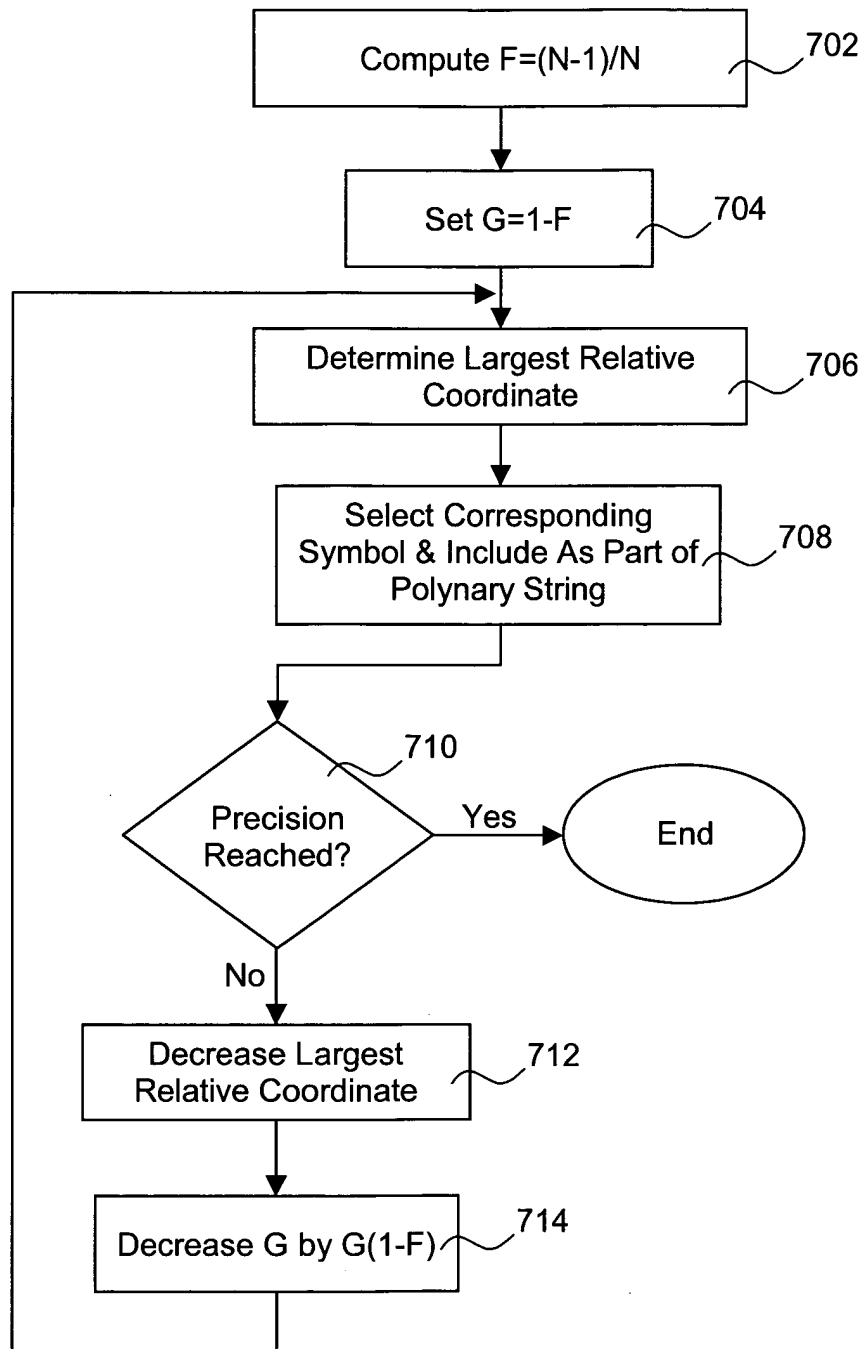 Compute F=(N-1)/N
702
Set G=1-F
704
Determine Largest Relative
Coordinate
706
Select Corresponding
Symbol & Include As Part of
Polynary String
708
710
Precision
Reached?
Yes
End
No
Decrease Largest
Relative Coordinate
712
Decrease G by G(1-F)
714